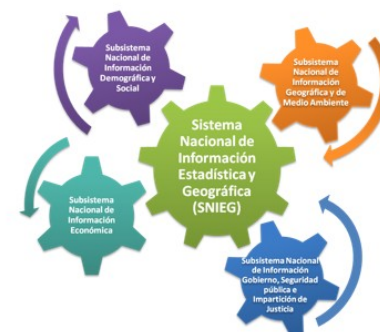 Subsistema
Nacional de
Información
Demográfica y
Social
Subsistema
Nacional de
Información
Geográfica y de
Medio Ambiente
Sistema
Nacional de
Información
Estadística y
Geográfica
(SNIEG)
Subsistema
Nacional de
Información
Económica
Subsistema Nacional
de Información
Gobierno, Seguridad
pública e
Impartición de
Justicia